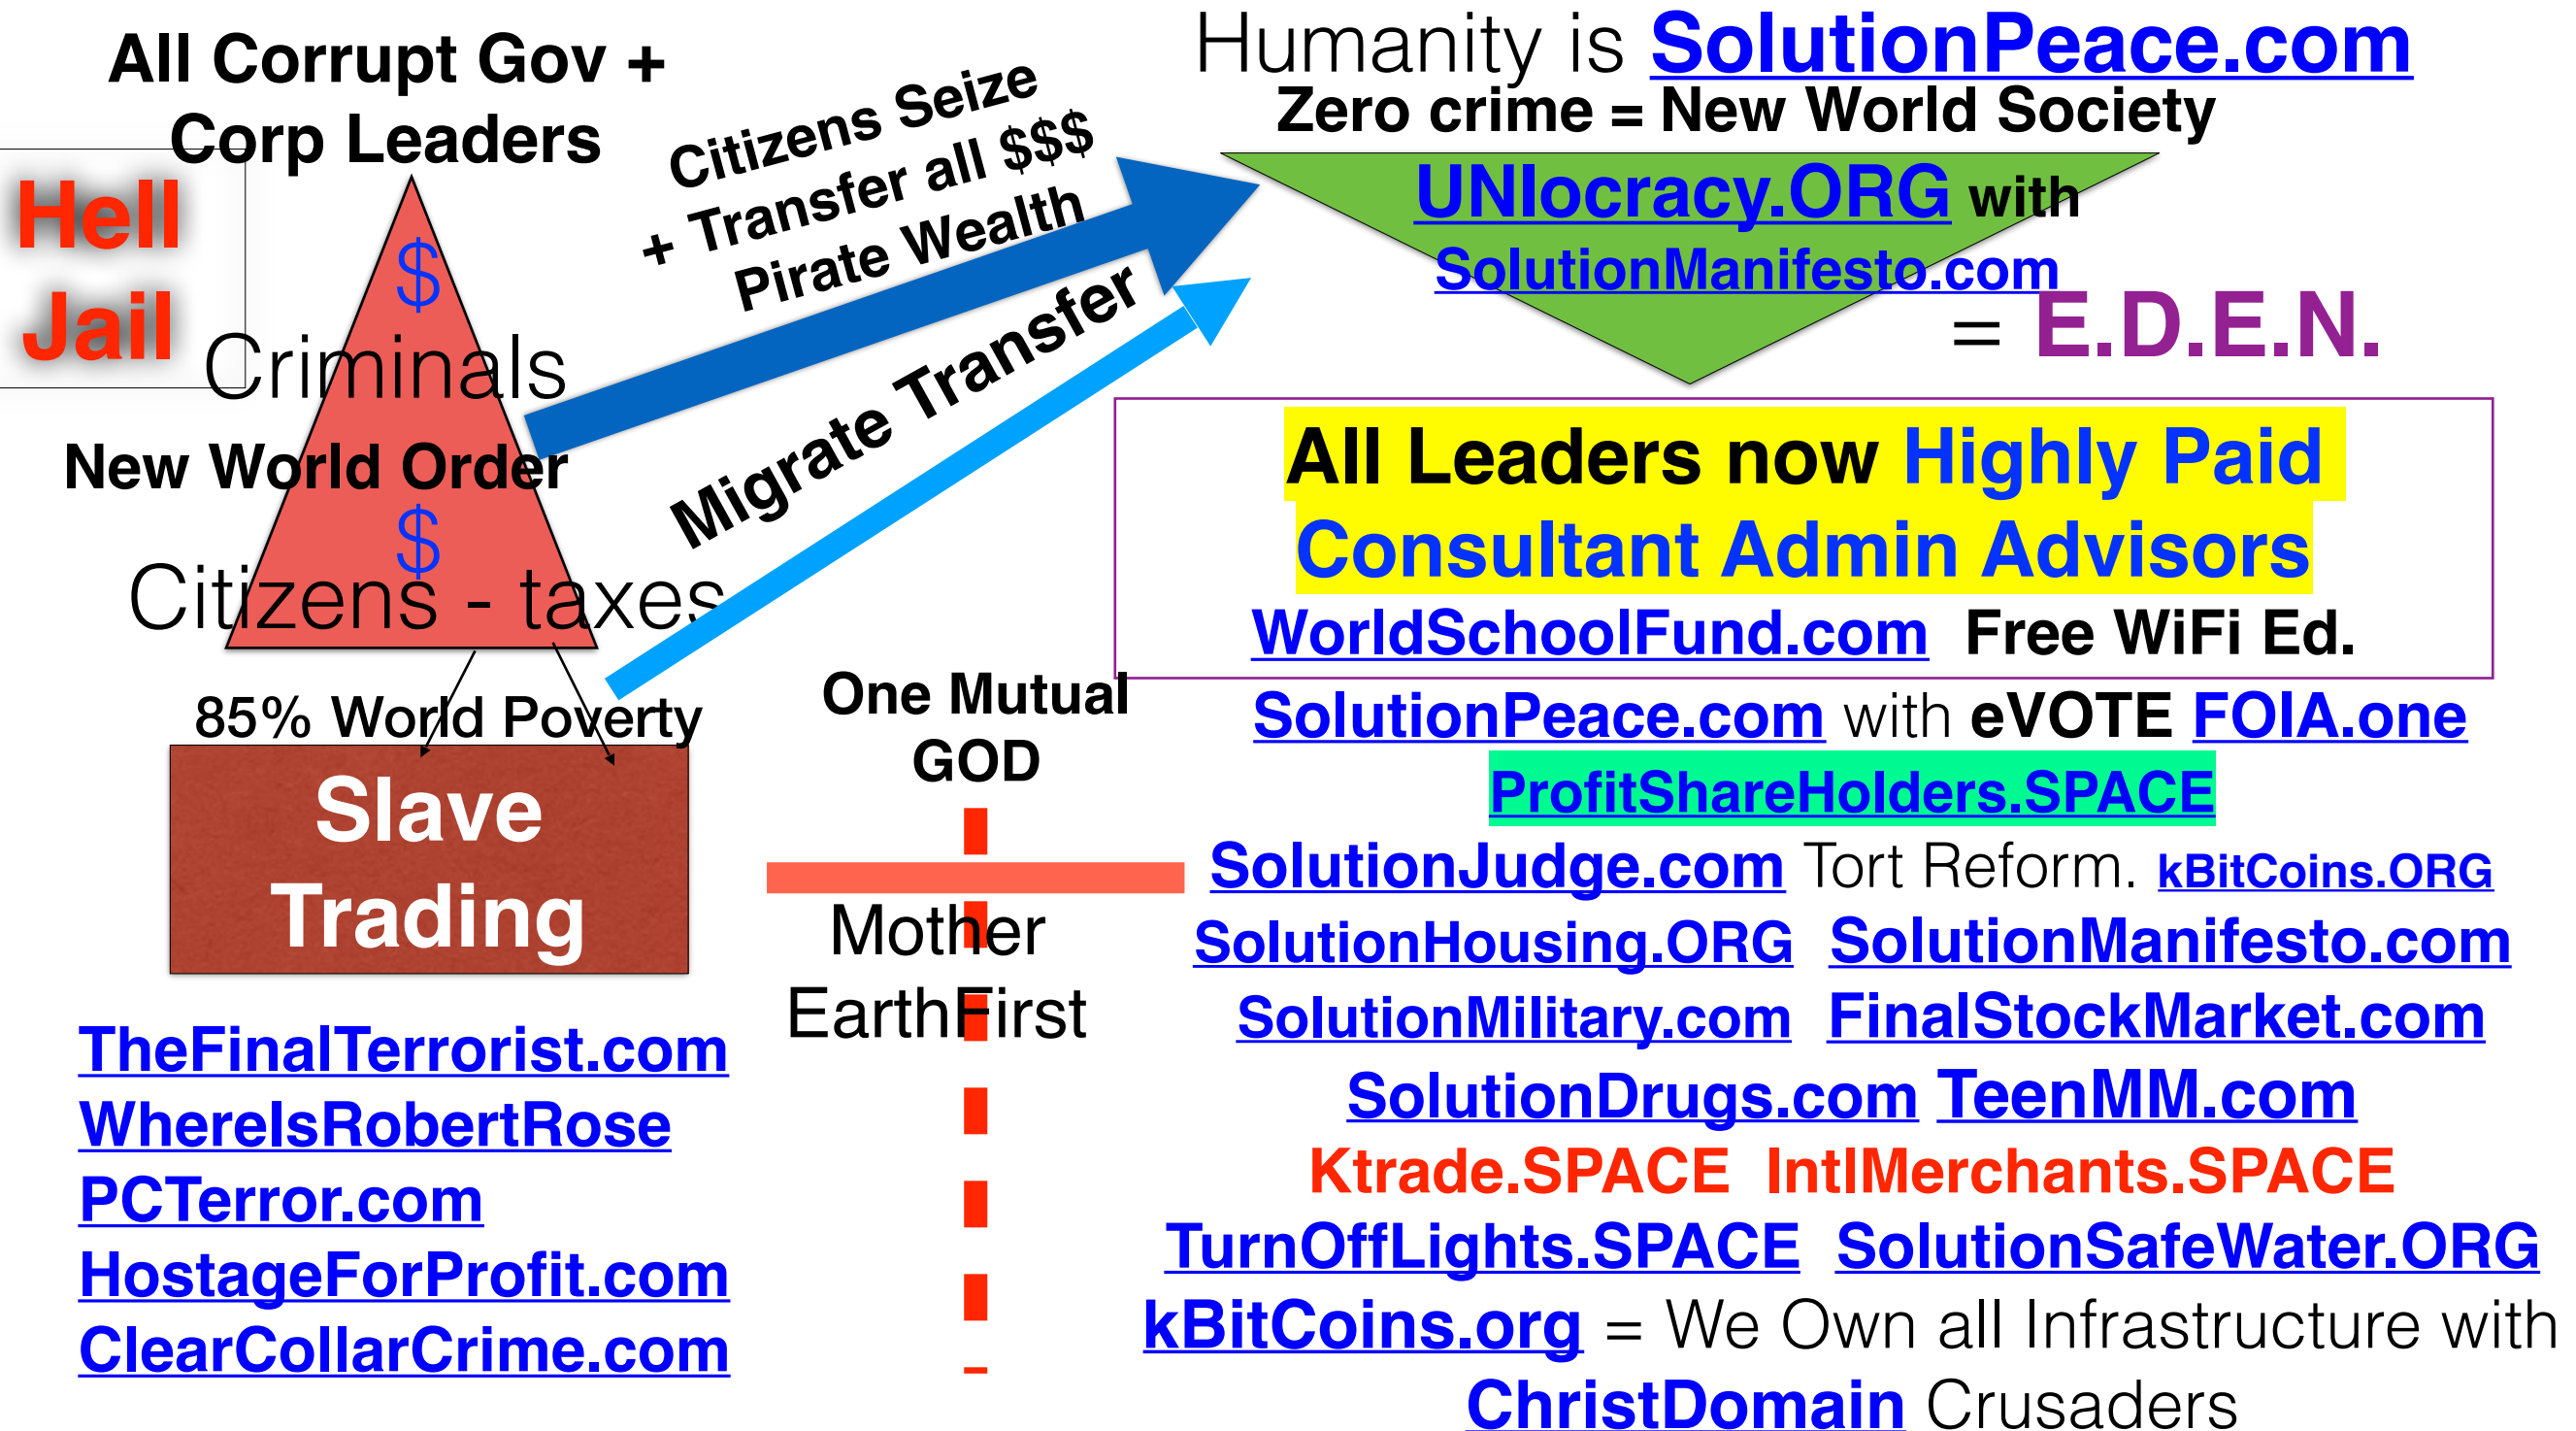 All Corrupt Gov +
Corp Leaders
Hell
Jail
$
Criminals
New World Order
$
Citizens - taxes
85% World Poverty
Slave
Trading
TheFinalTerrorist.com
WhereIsRobertRose
PCTerror.com
HostageForProfit.com
ClearCollarCrime.com
Citizens Seize
+ Transfer all $$$
Pirate Wealth
Migrate Transfer
One Mutual
GOD
Mother
EarthFirst
Humanity is SolutionPeace.com
Zero crime = New World Society
UNIocracy.ORG with
SolutionManifesto.com
= E.D.E.N.
All Leaders now Highly Paid
Consultant Admin Advisors
WorldSchoolFund.com Free WiFi Ed.
SolutionPeace.com with eVOTE FOIA.one
ProfitShareHolders.SPACE
SolutionJudge.com Tort Reform. kBitCoins.ORG
SolutionHousing.ORG SolutionManifesto.com
SolutionMilitary.com FinalStockMarket.com
SolutionDrugs.com TeenMM.com
Ktrade.SPACE IntlMerchants.SPACE
TurnOffLights.SPACE SolutionSafeWater.ORG
kBitCoins.org = We Own all Infrastructure with
ChristDomain Crusaders